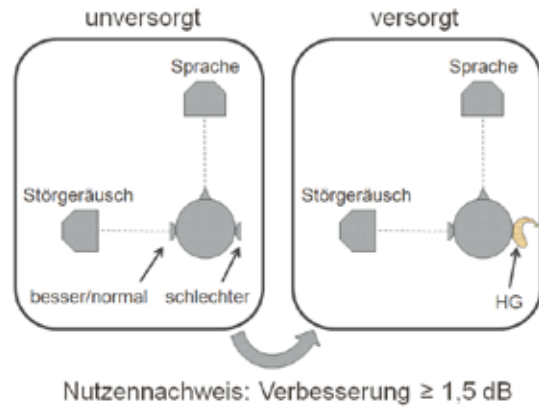 unversorgt
versorgt
Sprache
Sprache
Störgeräusch
Störgeräusch
besser/normal
schlechter
HG
Nutzennachweis: Verbesserung ≥ 1,5 dB